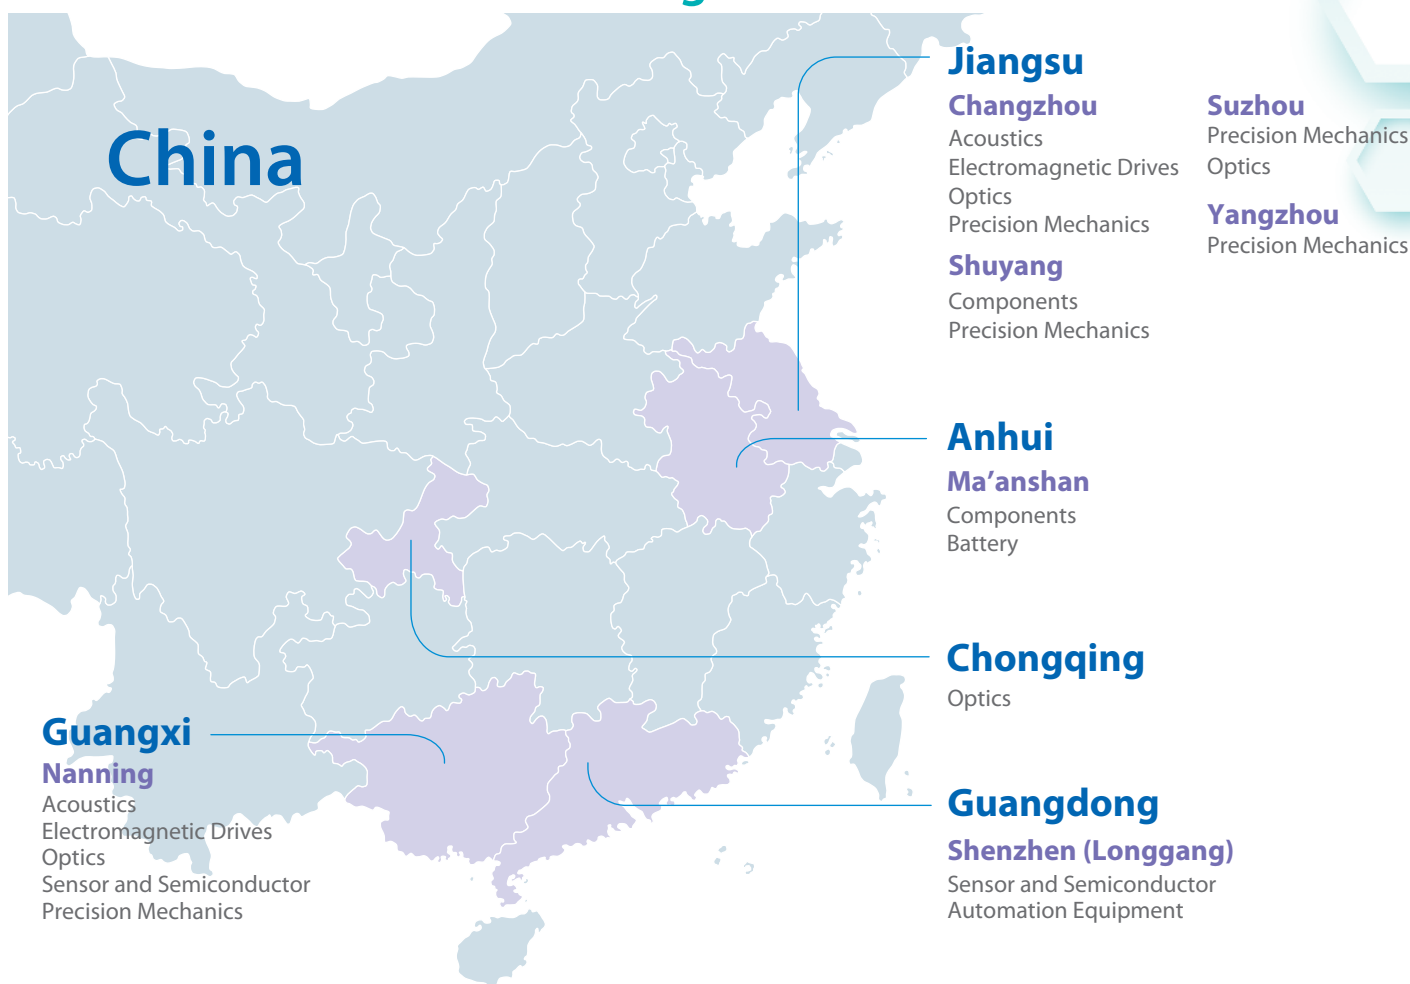 China
Jiangsu
Changzhou
Acoustics
Electromagnetic Drives
Optics
Precision Mechanics
Shuyang
Components
Precision Mechanics
Suzhou
Precision Mechanics
Optics
Yangzhou
Precision Mechanics
Anhui
Ma’anshan
Components
Battery
Chongqing
Optics
Guangxi
Nanning
Acoustics
Electromagnetic Drives
Optics
Sensor and Semiconductor
Precision Mechanics
Guangdong
Shenzhen (Longgang)
Sensor and Semiconductor
Automation Equipment